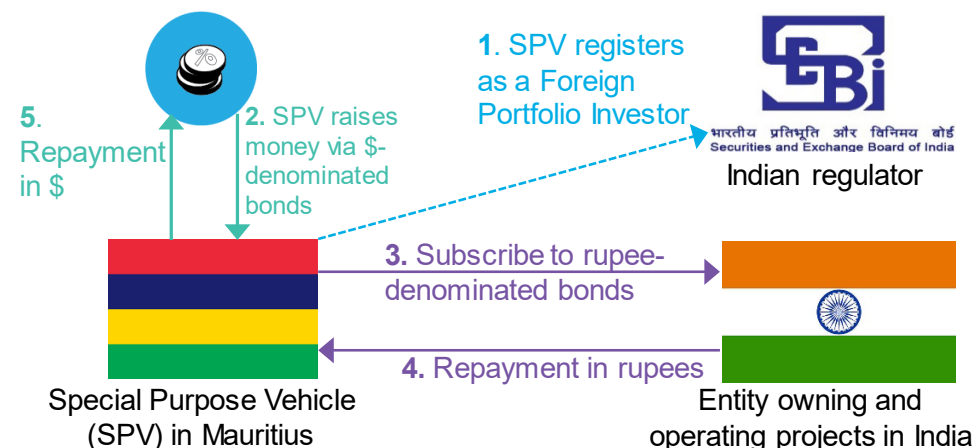 %
1. SPV registers
as a Foreign
Portfolio Investor
SEBi
भारतीय प्रतिभूति और विनिमय बोर्ड
Securities and Exchange Board of India
Indian regulator
5.
Repayment
in $
2. SPV raises
money via $-
denominated
bonds
3. Subscribe to rupee-
denominated bonds
4. Repayment in rupees
Special Purpose Vehicle
(SPV) in Mauritius
Entity owning and
operating projects in India